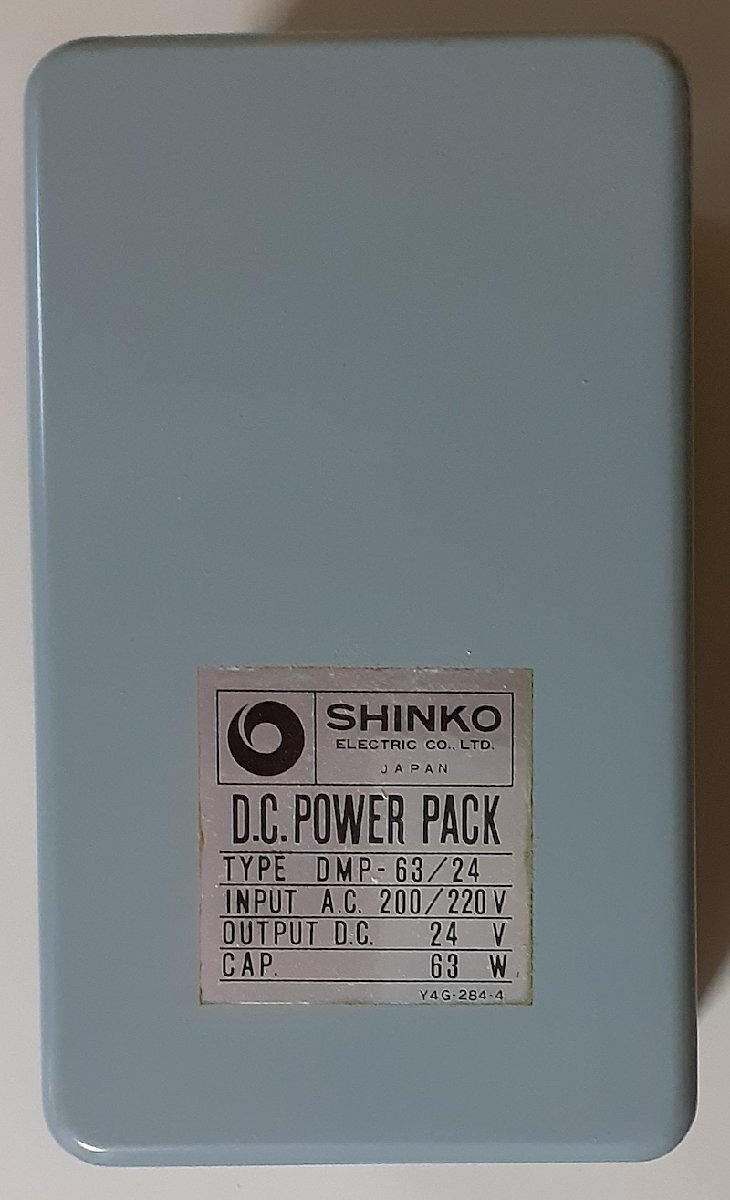 SHINKO
ELECTRIC CO., LTD.
JAPAN
D.C. POWER PACK
TYPE DMP-63/24
INPUT A.C. 200/220 V
OUTPUT D.C. 24 V
CAP. 63 W
Y4G-284-4